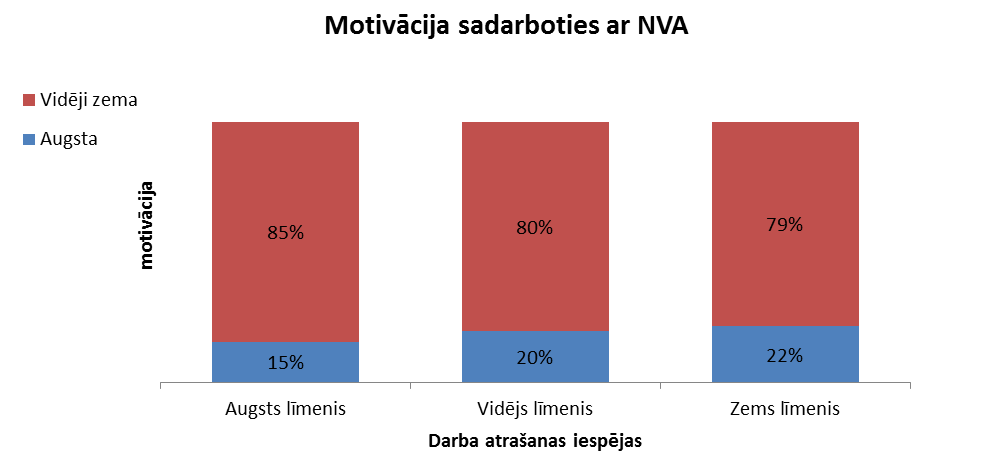 Motivācija sadarboties ar NVA
Vidēji zema
Augsta
motivācija
85%
80%
79%
15%
20%
22%
Augsts līmenis
Vidējs līmenis
Zems līmenis
Darba atrašanas iespējas